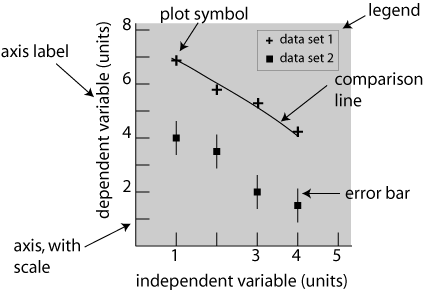 plot symbol
legend
axis label
data set 1
data set 2
comparison
line
error bar
axis, with
scale
dependent variable (units)
8
6
4
2
1
3
4
5
independent variable (units)